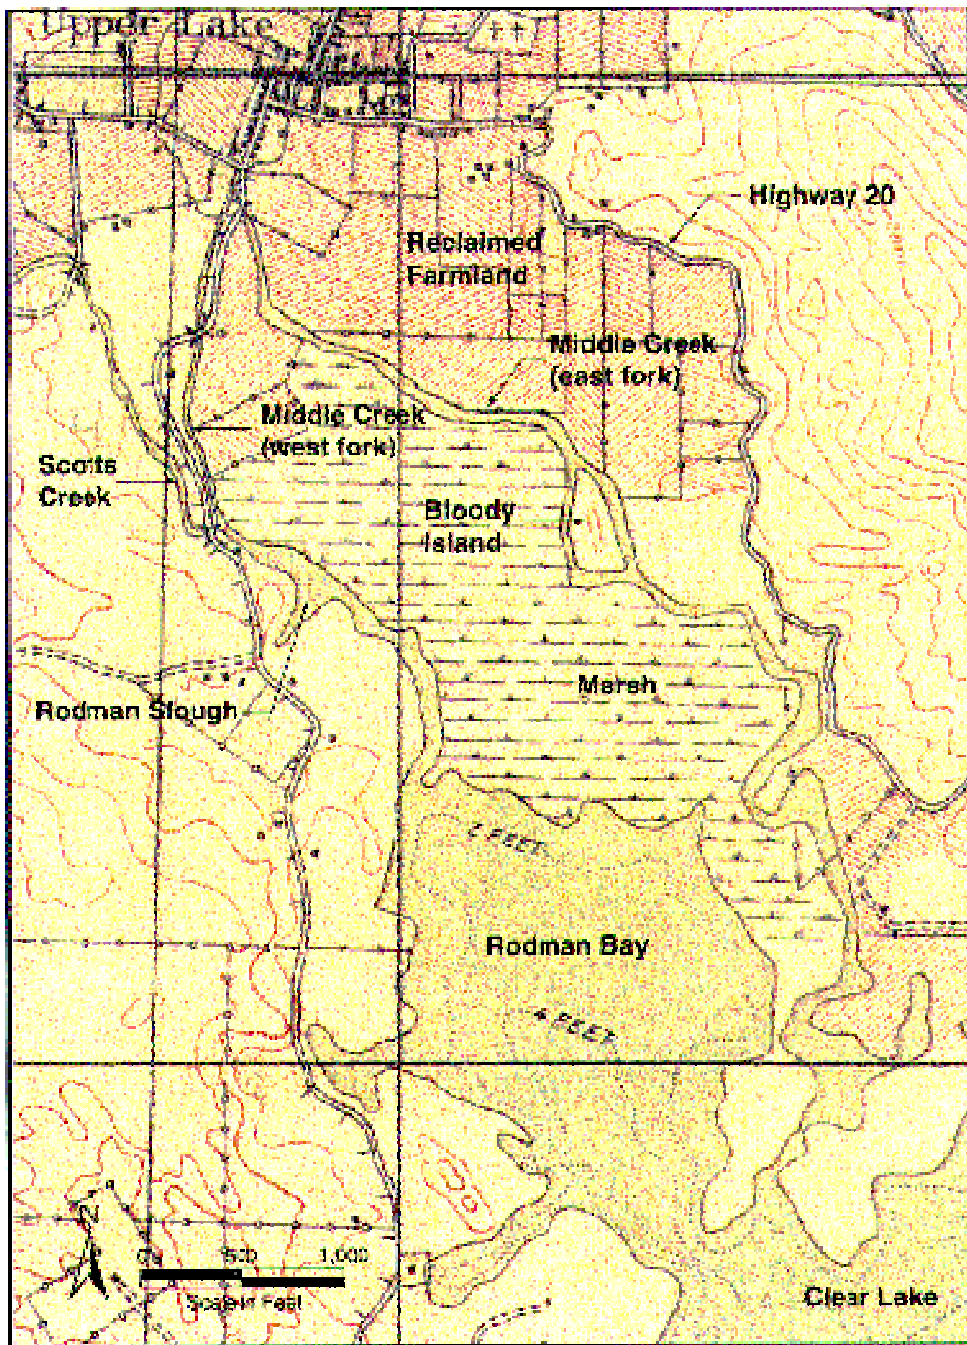 Upper Lake
Highway 20
Reclaimed
Farmland
Middle Creek
(east fork)
Middle Creek
(west fork)
Scotts
Creek
Bloody
Island
Marsh
Rodman Slough
2 FEET
Rodman Bay
4 FEET
0 500 1,000
Scale in Feet
Clear Lake